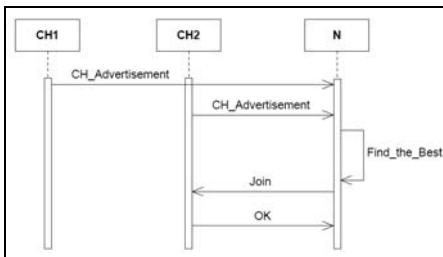 CH1
CH2
N
CH_Advertisement
CH_Advertisement
Find_the_Best
Join
OK